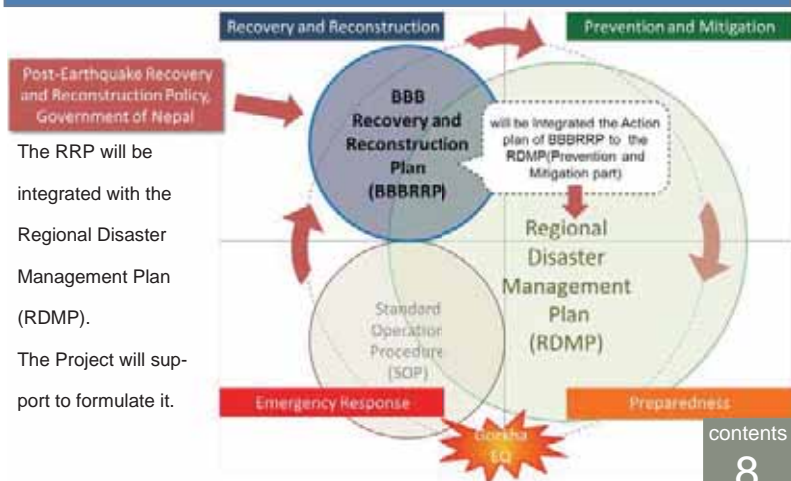 Recovery and Reconstruction
Prevention and Mitigation
Post-Earthquake Recovery
and Reconstruction Policy,
Government of Nepal
The RRP will be
integrated with the
Regional Disaster
Management Plan
(RDMP).
The Project will sup-
port to formulate it.
BBB
Recovery and
Reconstruction
Plan
(BBBRRP)
will be Integrated the Action
plan of BBBRRP to the
RDMP(Prevention and
Mitigation part)
Regional
Disaster
Management
Plan
(RDMP)
Standard
Operation
Procedure
(SOP)
Emergency Response
Preparedness
Gorkha
EQ
contents
8